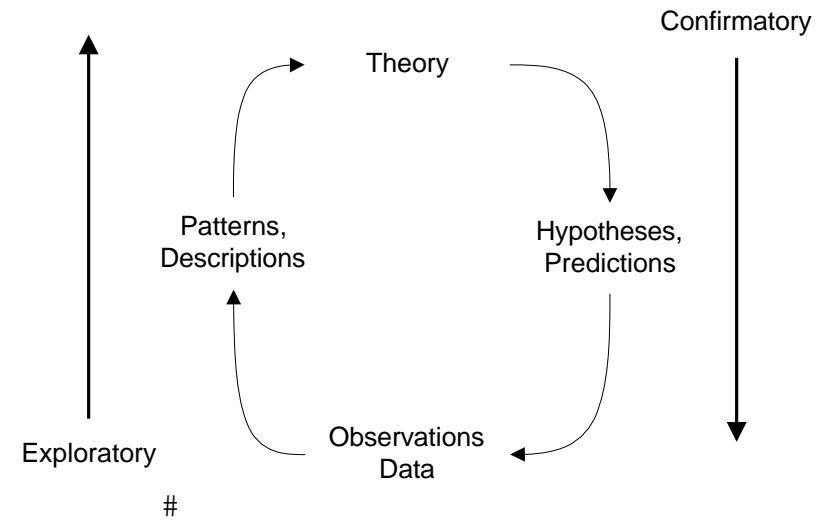 Confirmatory
Theory
Patterns,
Descriptions
Hypotheses,
Predictions
Observations
Data
Exploratory
#